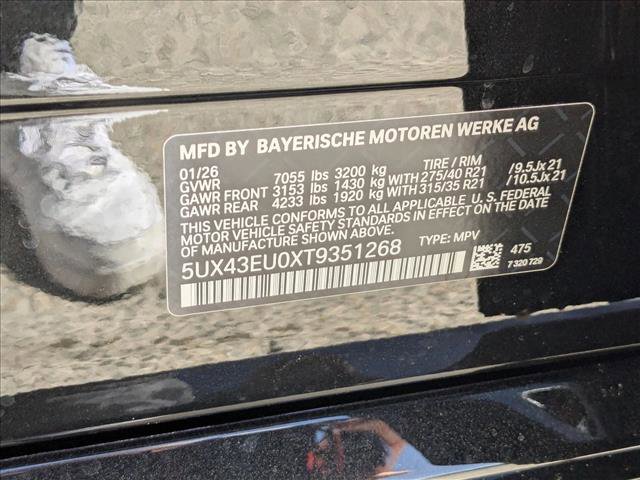 MFD BY BAYERISCHE MOTOREN WERKE AG
01/26
GVWR 7055 lbs 3200 kg TIRE / RIM
GAWR FRONT 3153 lbs 1430 kg WITH 275/40 R21 /9.5Jx21
GAWR REAR 4233 lbs 1920 kg WITH 315/35 R21 /10.5Jx21
THIS VEHICLE CONFORMS TO ALL APPLICABLE U. S. FEDERAL
MOTOR VEHICLE SAFETY STANDARDS IN EFFECT ON THE DATE
OF MANUFACTURE SHOWN ABOVE.
5UX43EU0XT9351268 TYPE: MPV 475
7 320 729